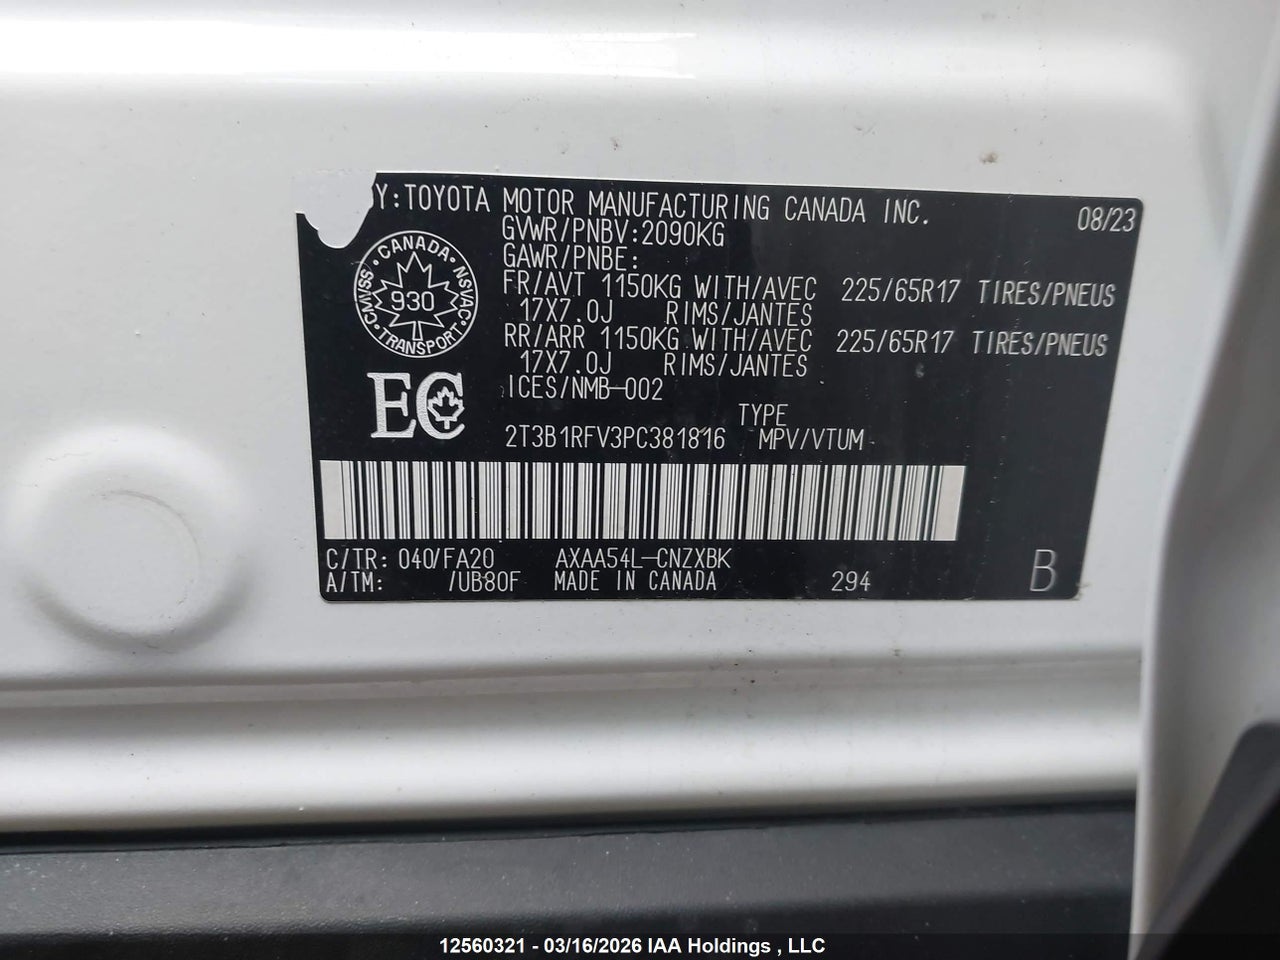 Y:TOYOTA MOTOR MANUFACTURING CANADA INC. 08/23
GVWR/PNBV:2090KG
GAWR/PNBE:
FR/AVT 1150KG WITH/AVEC 225/65R17 TIRES/PNEUS
17X7.0J RIMS/JANTES
RR/ARR 1150KG WITH/AVEC 225/65R17 TIRES/PNEUS
17X7.0J RIMS/JANTES
ICES/NMB-002
CANADA
CMVSS 930 NSVAC
TRANSPORT
EC
TYPE
2T3B1RFV3PC381816 MPV/VTUM
C/TR: 040/FA20 AXAA54L-CNZXBK
A/TM: /UB80F MADE IN CANADA 294 B
12560321 - 03/16/2026 IAA Holdings , LLC